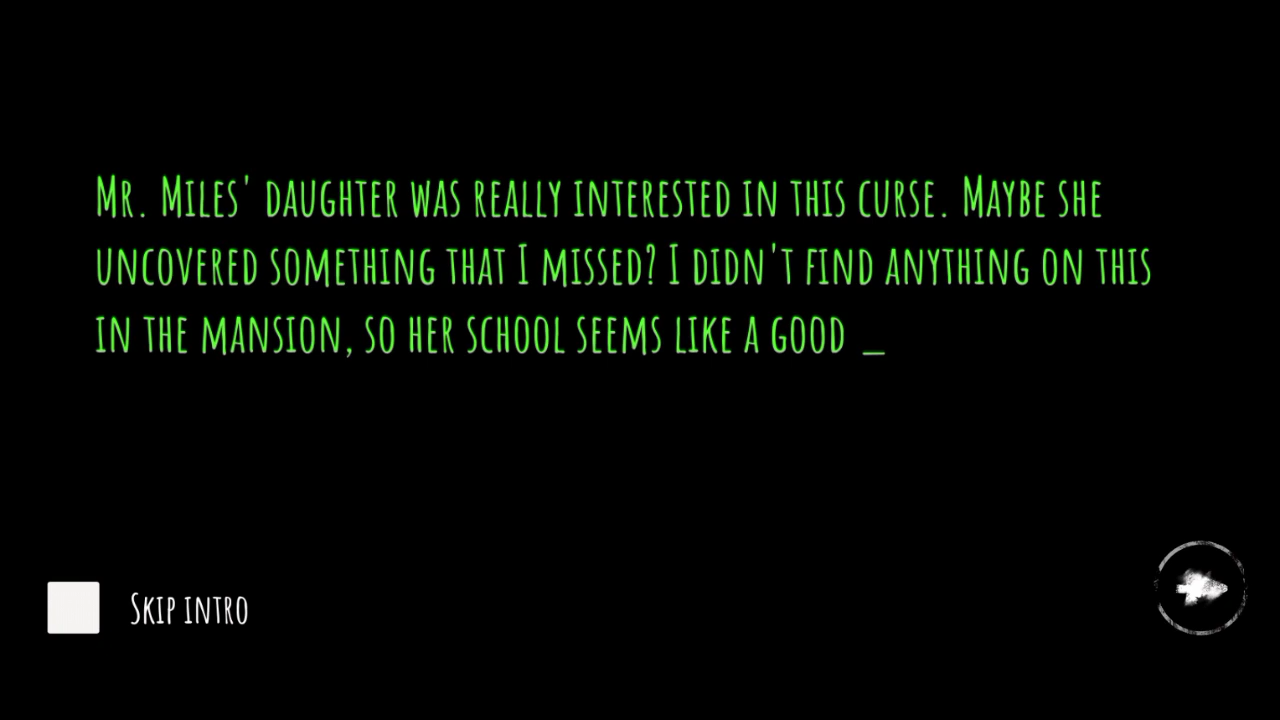 Mr. Miles' daughter was really interested in this curse. Maybe she
uncovered something that I missed? I didn't find anything on this
in the mansion, so her school seems like a good _
Skip intro